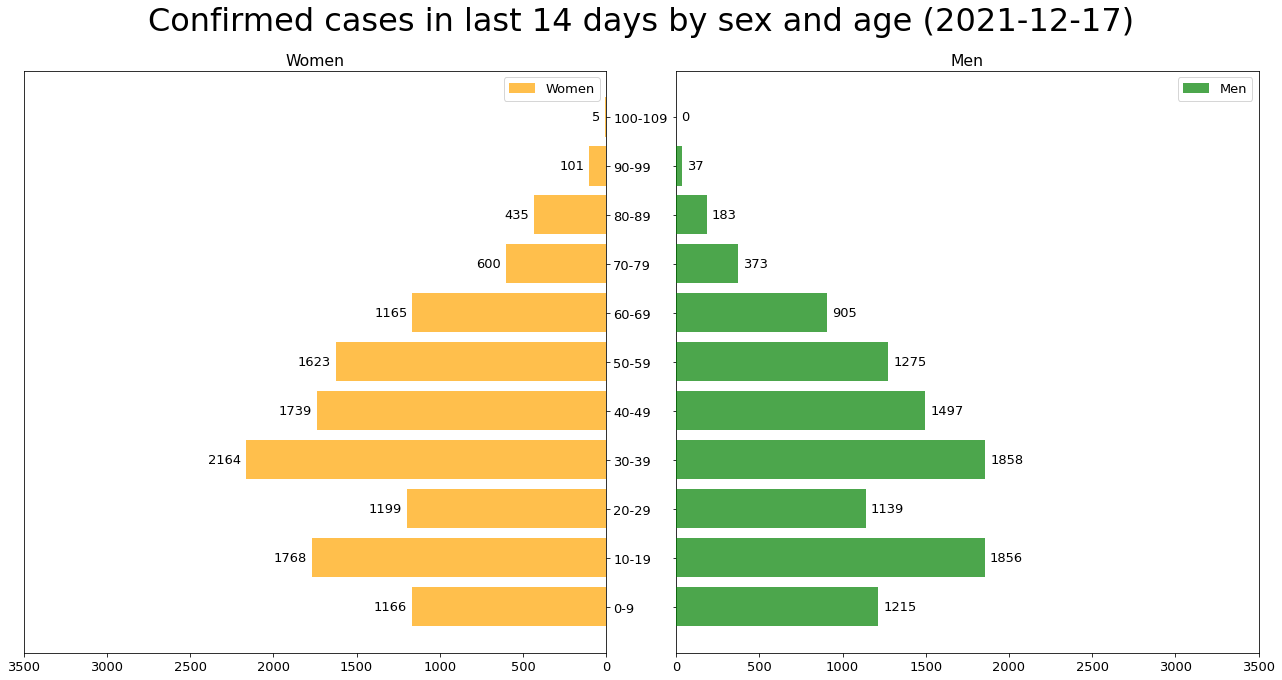 Confirmed cases in last 14 days by sex and age (2021-12-17)
Women Men
Women Men
5 100-109 0
101 90-99 37
435 80-89 183
600 70-79 373
1165 60-69 905
1623 50-59 1275
1739 40-49 1497
2164 30-39 1858
1199 20-29 1139
1768 10-19 1856
1166 0-9 1215
3500 3000 2500 2000 1500 1000 500 0 0 500 1000 1500 2000 2500 3000 3500